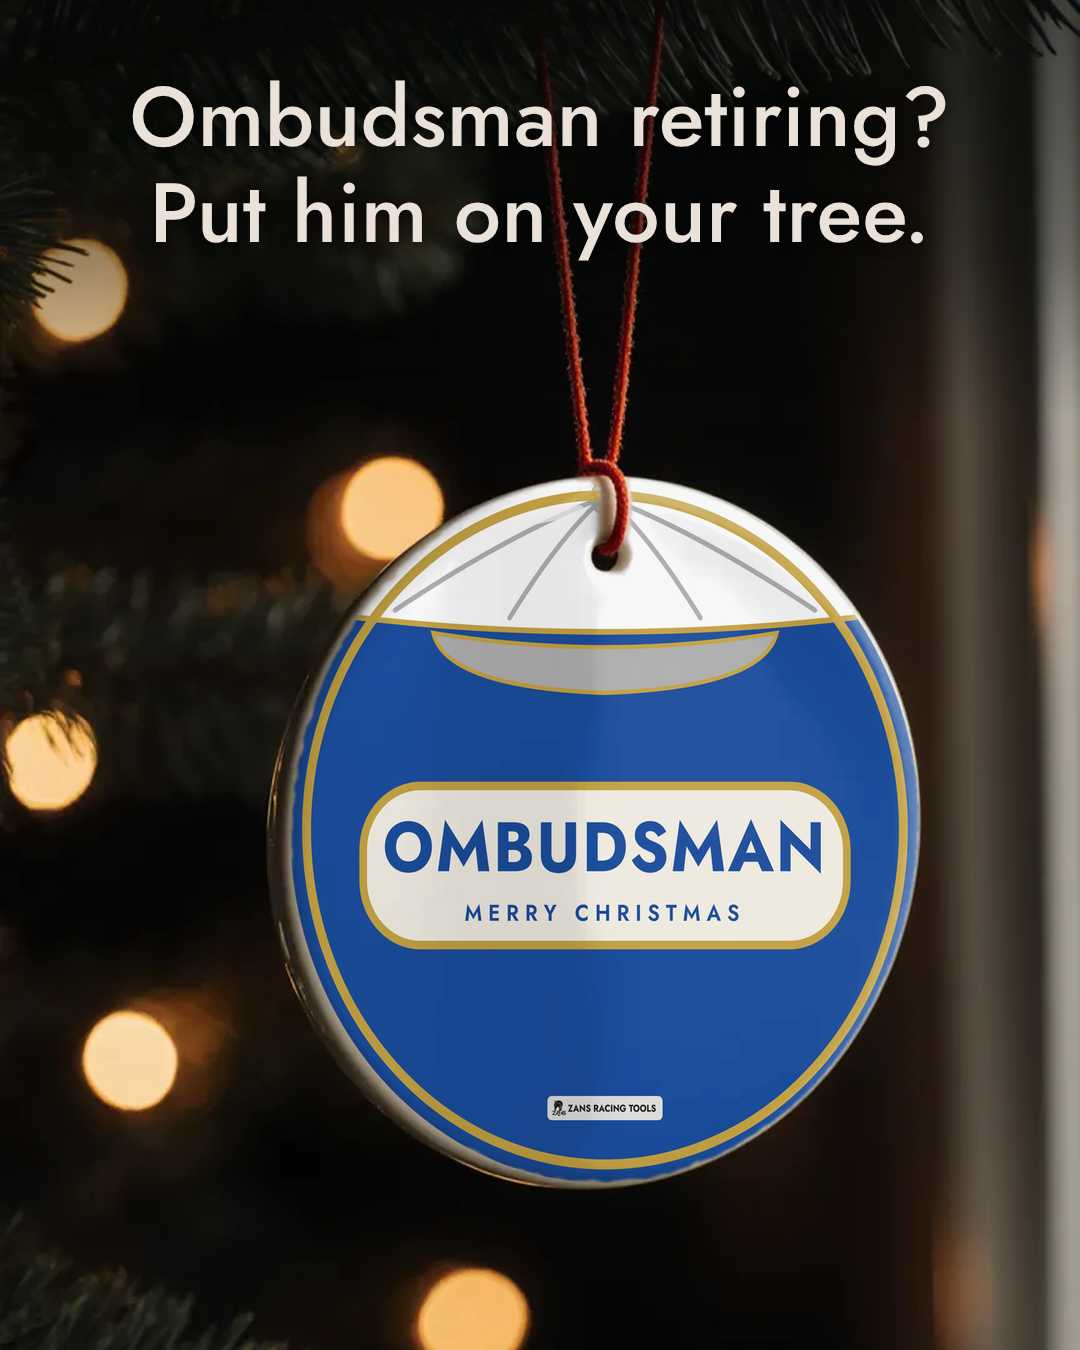 Ombudsman retiring?
Put him on your tree.
OMBUDSMAN
MERRY CHRISTMAS
ZANS RACING TOOLS